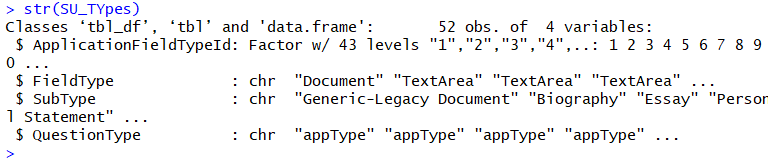 > str(SU_TYpes)
Classes ‘tbl_df’, ‘tbl’ and 'data.frame':	52 obs. of  4 variables:
 $ ApplicationFieldTypeId: Factor w/ 43 levels "1","2","3","4",..: 1 2 3 4 5 6 7 8 9
0 ...
 $ FieldType             : chr  "Document" "TextArea" "TextArea" "TextArea" ...
 $ SubType               : chr  "Generic-Legacy Document" "Biography" "Essay" "Person
l Statement" ...
 $ QuestionType          : chr  "appType" "appType" "appType" "appType" ...
>